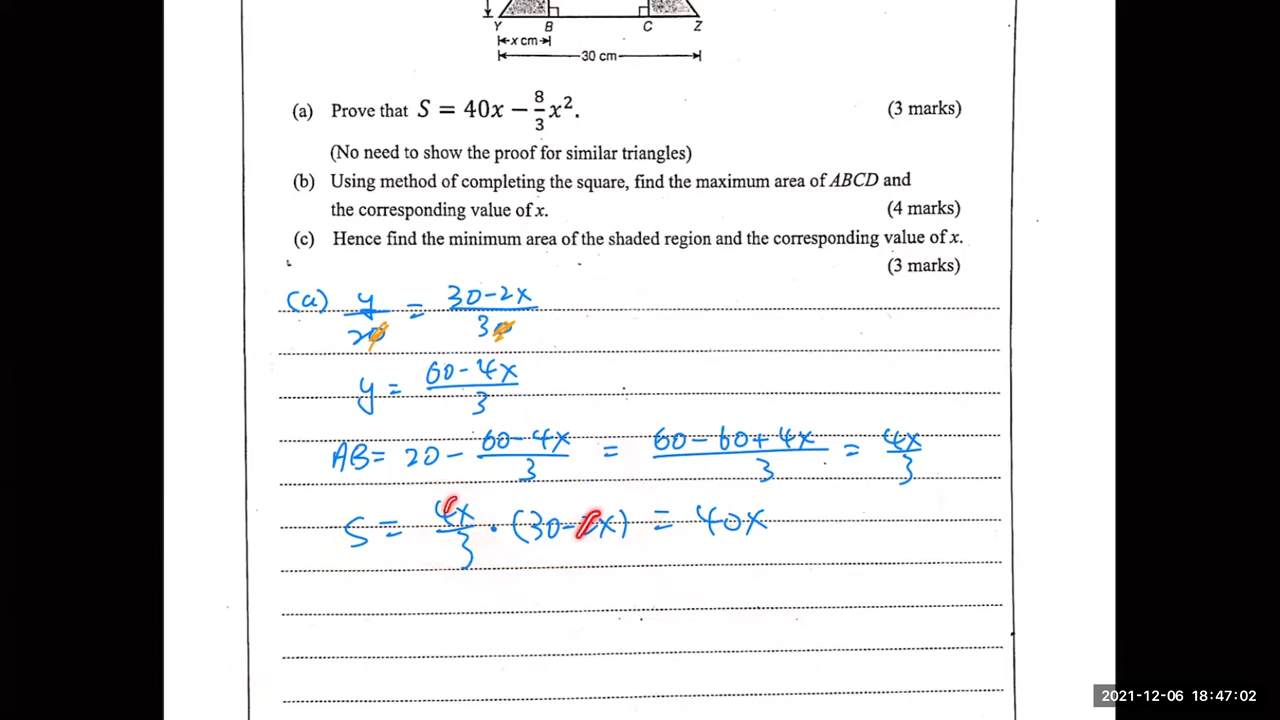 Y B C Z
x cm
30 cm
(a) Prove that S = 40x − 8/3 x². (3 marks)
(No need to show the proof for similar triangles)
(b) Using method of completing the square, find the maximum area of ABCD and
the corresponding value of x. (4 marks)
(c) Hence find the minimum area of the shaded region and the corresponding value of x.
(3 marks)
(a) y/20 = (30-2x)/30
y = (60-4x)/3
AB = 20 - (60-4x)/3 = (60-60+4x)/3 = 4x/3
S = 4x/3 · (30-2x) = 40x
2021-12-06 18:47:02